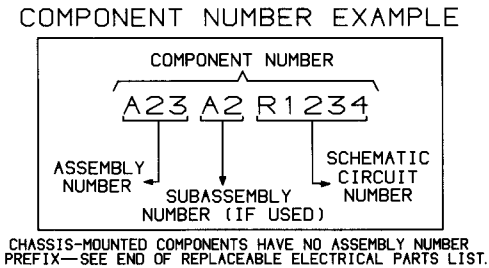 COMPONENT NUMBER EXAMPLE
COMPONENT NUMBER
A23 A2 R1234
ASSEMBLY
NUMBER
SUBASSEMBLY
NUMBER (IF USED)
SCHEMATIC
CIRCUIT
NUMBER
CHASSIS-MOUNTED COMPONENTS HAVE NO ASSEMBLY NUMBER
PREFIX—SEE END OF REPLACEABLE ELECTRICAL PARTS LIST.